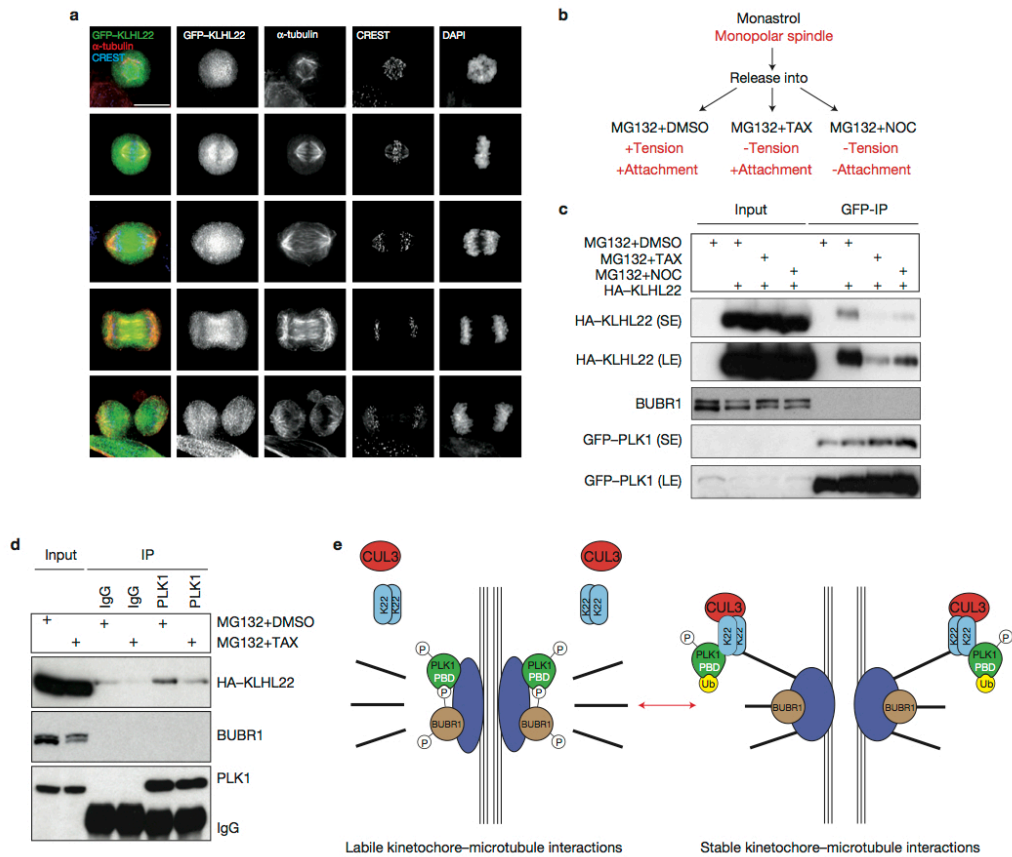 a
GFP–KLHL22
α-tubulin
CREST
GFP–KLHL22
α-tubulin
CREST
DAPI
b
Monastrol
Monopolar spindle
Release into
MG132+DMSO MG132+TAX MG132+NOC
+Tension -Tension -Tension
+Attachment +Attachment -Attachment
c
Input GFP-IP
MG132+DMSO + + + +
MG132+TAX + +
MG132+NOC + +
HA–KLHL22 + + + + + +
HA–KLHL22 (SE)
HA–KLHL22 (LE)
BUBR1
GFP–PLK1 (SE)
GFP–PLK1 (LE)
d
Input IP
IgG IgG PLK1 PLK1
+ + + MG132+DMSO
+ + + MG132+TAX
HA–KLHL22
BUBR1
PLK1
IgG
e
CUL3 CUL3
K22 K22
P P
PLK1 PLK1
PBD PBD
P P
BUBR1 BUBR1
P P
Labile kinetochore–microtubule interactions
CUL3 CUL3
K22 K22 K22 K22
P P
PLK1 PLK1
PBD PBD
Ub Ub
BUBR1 BUBR1
Stable kinetochore–microtubule interactions